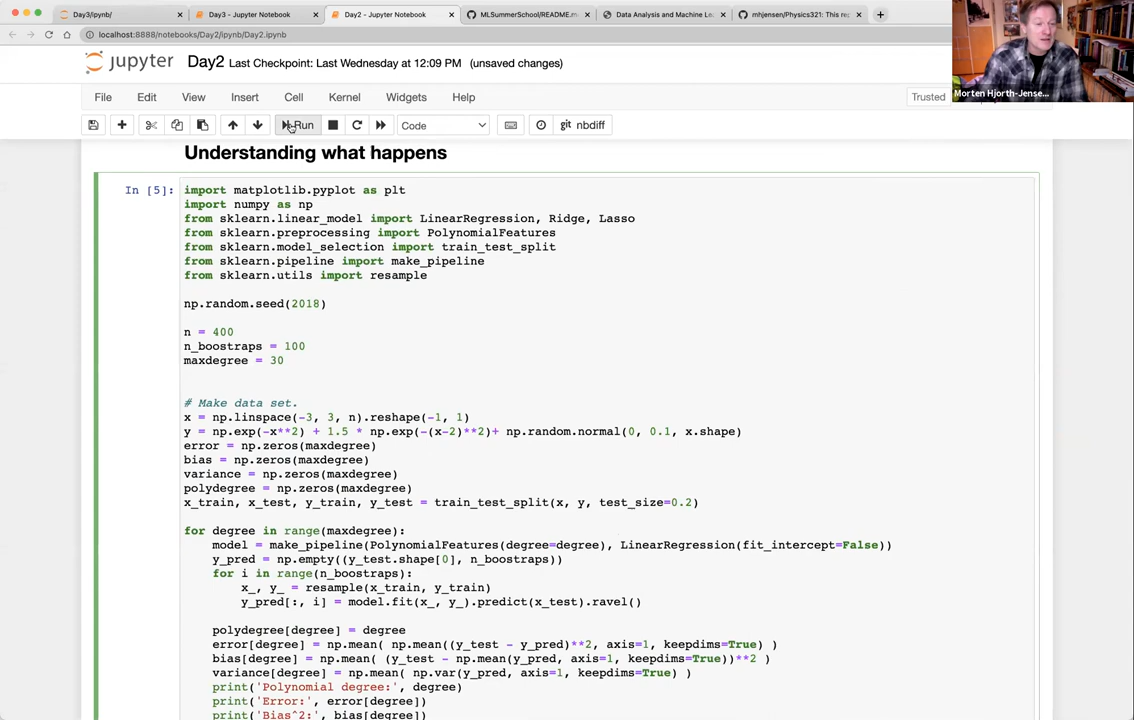 Day3/ipynb/
Day3 - Jupyter Notebook
Day2 - Jupyter Notebook
MLSummerSchool/README.m
Data Analysis and Machine Le
mhjensen/Physics321: This re
localhost:8888/notebooks/Day2/ipynb/Day2.ipynb
Morten Hjorth-Jense...
jupyter Day2 Last Checkpoint: Last Wednesday at 12:09 PM (unsaved changes)
File Edit View Insert Cell Kernel Widgets Help
Trusted
Run
Code
git nbdiff
Understanding what happens
In [5]:
import matplotlib.pyplot as plt
import numpy as np
from sklearn.linear_model import LinearRegression, Ridge, Lasso
from sklearn.preprocessing import PolynomialFeatures
from sklearn.model_selection import train_test_split
from sklearn.pipeline import make_pipeline
from sklearn.utils import resample
np.random.seed(2018)
n = 400
n_boostraps = 100
maxdegree = 30
# Make data set.
x = np.linspace(-3, 3, n).reshape(-1, 1)
y = np.exp(-x**2) + 1.5 * np.exp(-(x-2)**2)+ np.random.normal(0, 0.1, x.shape)
error = np.zeros(maxdegree)
bias = np.zeros(maxdegree)
variance = np.zeros(maxdegree)
polydegree = np.zeros(maxdegree)
x_train, x_test, y_train, y_test = train_test_split(x, y, test_size=0.2)
for degree in range(maxdegree):
model = make_pipeline(PolynomialFeatures(degree=degree), LinearRegression(fit_intercept=False))
y_pred = np.empty((y_test.shape[0], n_boostraps))
for i in range(n_boostraps):
x_, y_ = resample(x_train, y_train)
y_pred[:, i] = model.fit(x_, y_).predict(x_test).ravel()
polydegree[degree] = degree
error[degree] = np.mean( np.mean((y_test - y_pred)**2, axis=1, keepdims=True) )
bias[degree] = np.mean( (y_test - np.mean(y_pred, axis=1, keepdims=True))**2 )
variance[degree] = np.mean( np.var(y_pred, axis=1, keepdims=True) )
print('Polynomial degree:', degree)
print('Error:', error[degree])
print('Bias^2:', bias[degree])